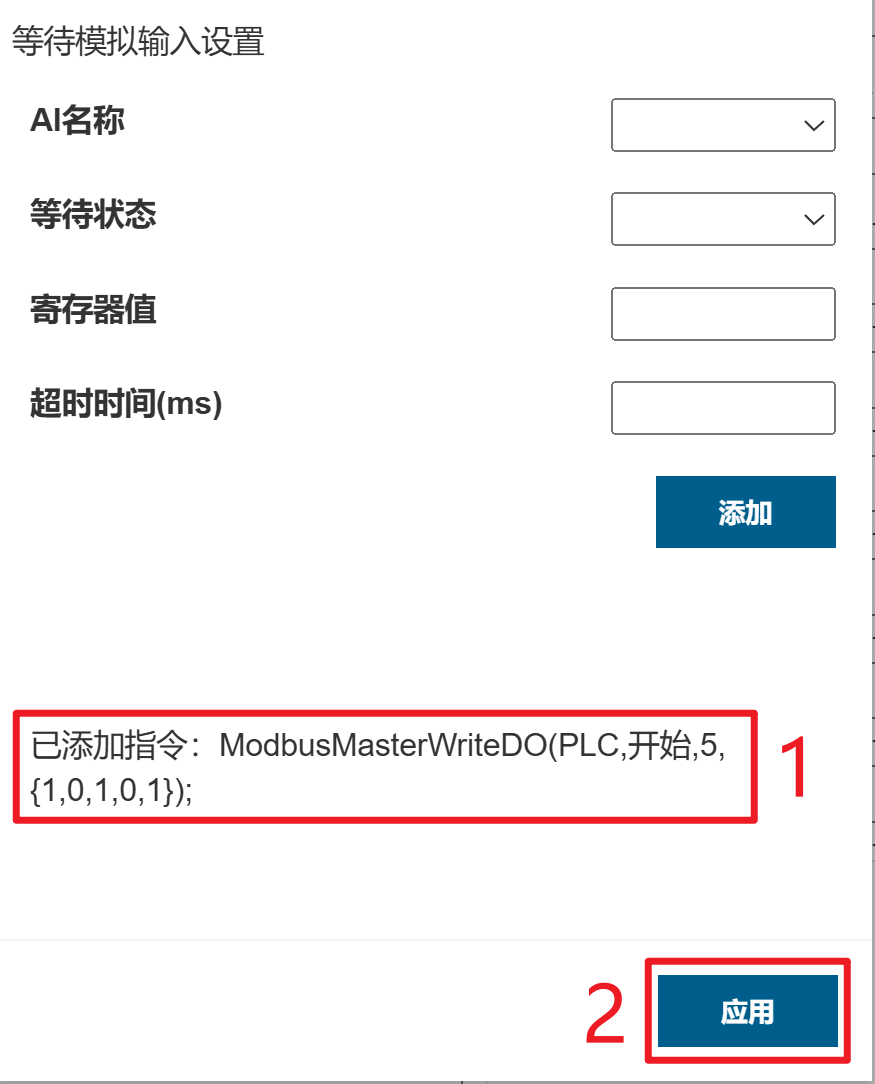 等待模拟输入设置
AI名称
等待状态
寄存器值
超时时间(ms)
添加
已添加指令：ModbusMasterWriteDO(PLC,开始,5,
{1,0,1,0,1});
1
2
应用